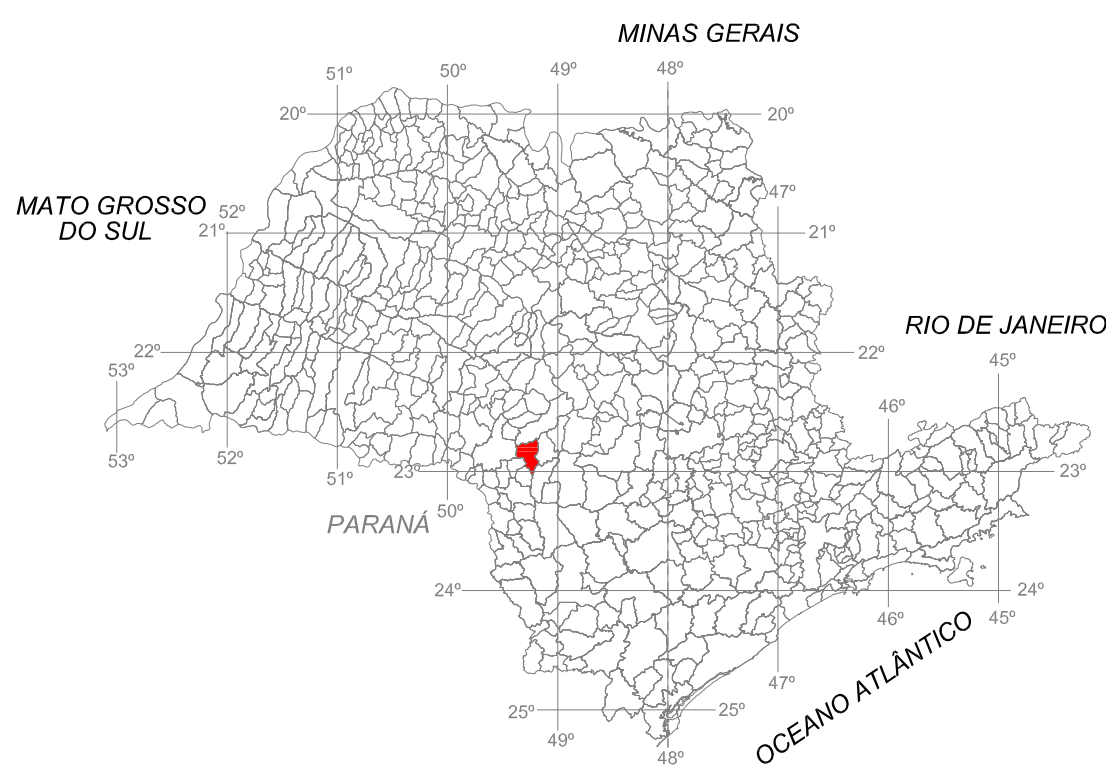 MINAS GERAIS
51º
50º
49º
48º
20º
20º
47º
MATO GROSSO
DO SUL
52º
21º
21º
RIO DE JANEIRO
22º
22º
45º
53º
46º
53º
52º
51º
23º
23º
50º
PARANÁ
24º
24º
46º
45º
OCEANO ATLÂNTICO
47º
25º
25º
49º
48º